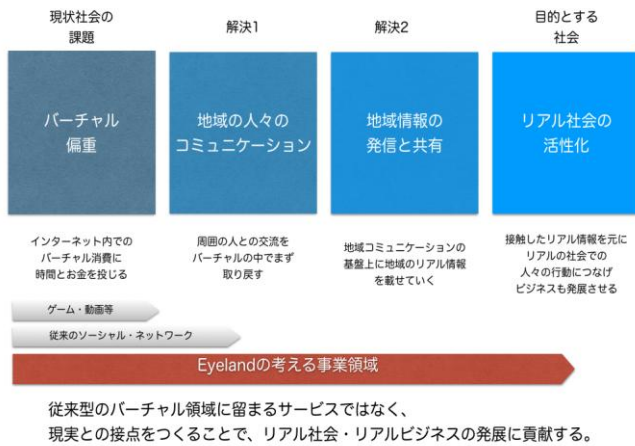 現状社会の
課題
解決1
解決2
目的とする
社会
バーチャル
偏重
地域の人々の
コミュニケーション
地域情報の
発信と共有
リアル社会の
活性化
インターネット内での
バーチャル消費に
時間とお金を投じる
周囲の人との交流を
バーチャルの中でまず
取り戻す
地域コミュニケーションの
基盤上に地域のリアル情報
を載せていく
接触したリアル情報を元に
リアルの社会での
人々の行動につなげ
ビジネスも発展させる
ゲーム・動画等
従来のソーシャル・ネットワーク
Eyelandの考える事業領域
従来型のバーチャル領域に留まるサービスではなく、
現実との接点をつくることで、リアル社会・リアルビジネスの発展に貢献する。